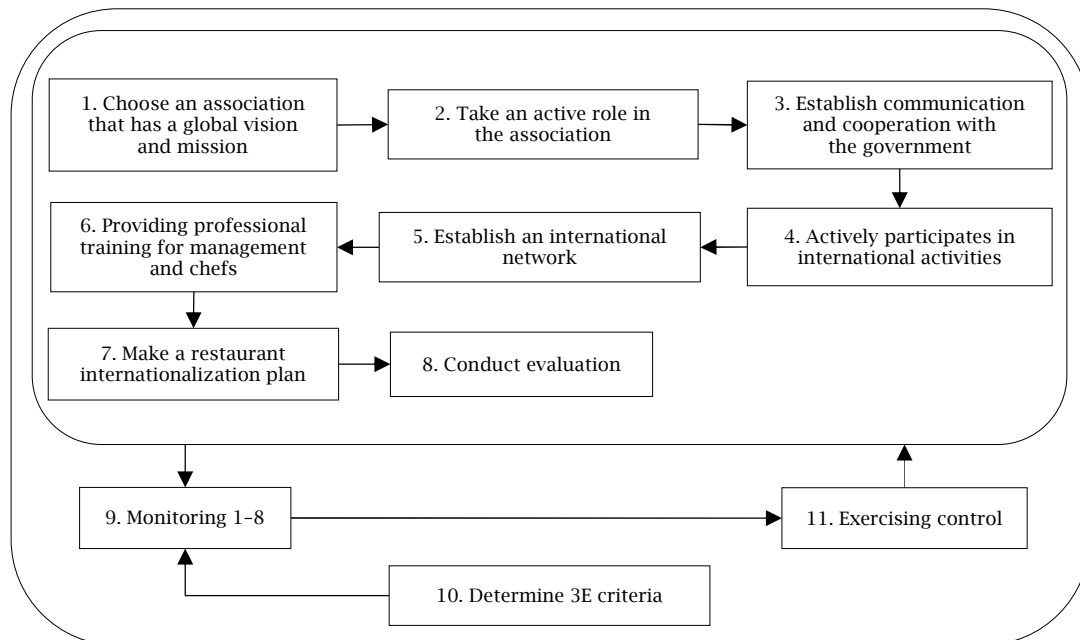 1. Choose an association
that has a global vision
and mission
2. Take an active role in
the association
3. Establish communication
and cooperation with
the government
4. Actively participates in
international activities
5. Establish an international
network
6. Providing professional
training for management
and chefs
7. Make a restaurant
internationalization plan
8. Conduct evaluation
9. Monitoring 1–8
10. Determine 3E criteria
11. Exercising control